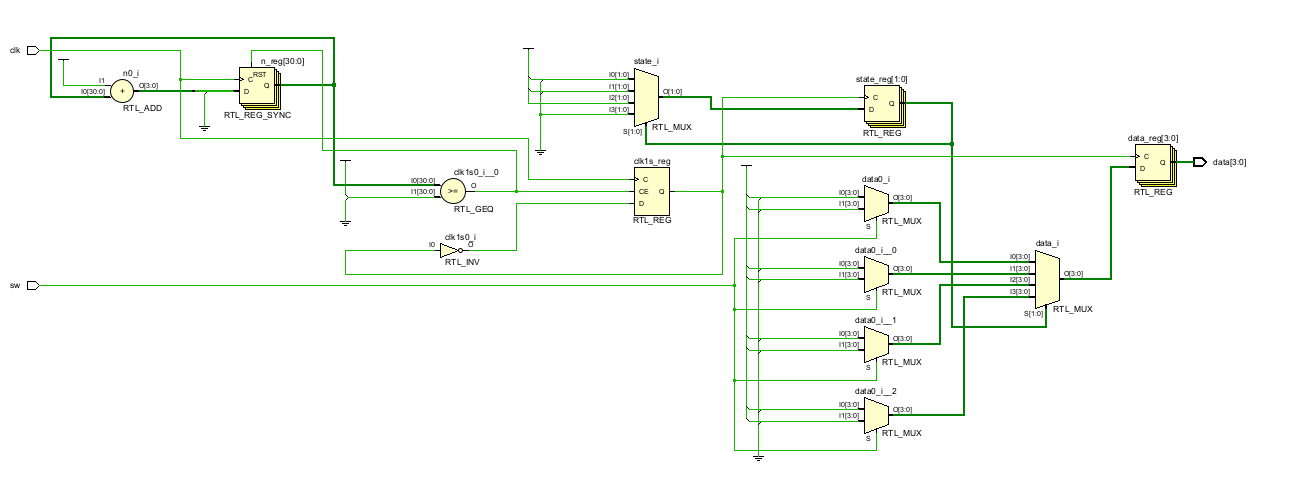 clk
n0_i
I1
I0[30:0]
+
O[3:0]
RTL_ADD
n_reg[30:0]
RST
C
D
Q
RTL_REG_SYNC
state_i
I0[1:0]
I1[1:0]
I2[1:0]
I3[1:0]
S[1:0]
O[1:0]
RTL_MUX
state_reg[1:0]
C
D
Q
RTL_REG
data_reg[3:0]
C
D
Q
RTL_REG
data[3:0]
clk1s0_i__0
I0[30:0]
I1[30:0]
>=
O
RTL_GEQ
clk1s_reg
C
CE
D
Q
RTL_REG
clk1s0_i
I0
O
RTL_INV
sw
data0_i
I0[3:0]
I1[3:0]
S
O[3:0]
RTL_MUX
data0_i__0
I0[3:0]
I1[3:0]
S
O[3:0]
RTL_MUX
data0_i__1
I0[3:0]
I1[3:0]
S
O[3:0]
RTL_MUX
data0_i__2
I0[3:0]
I1[3:0]
S
O[3:0]
RTL_MUX
data_i
I0[3:0]
I1[3:0]
I2[3:0]
I3[3:0]
S[1:0]
O[3:0]
RTL_MUX